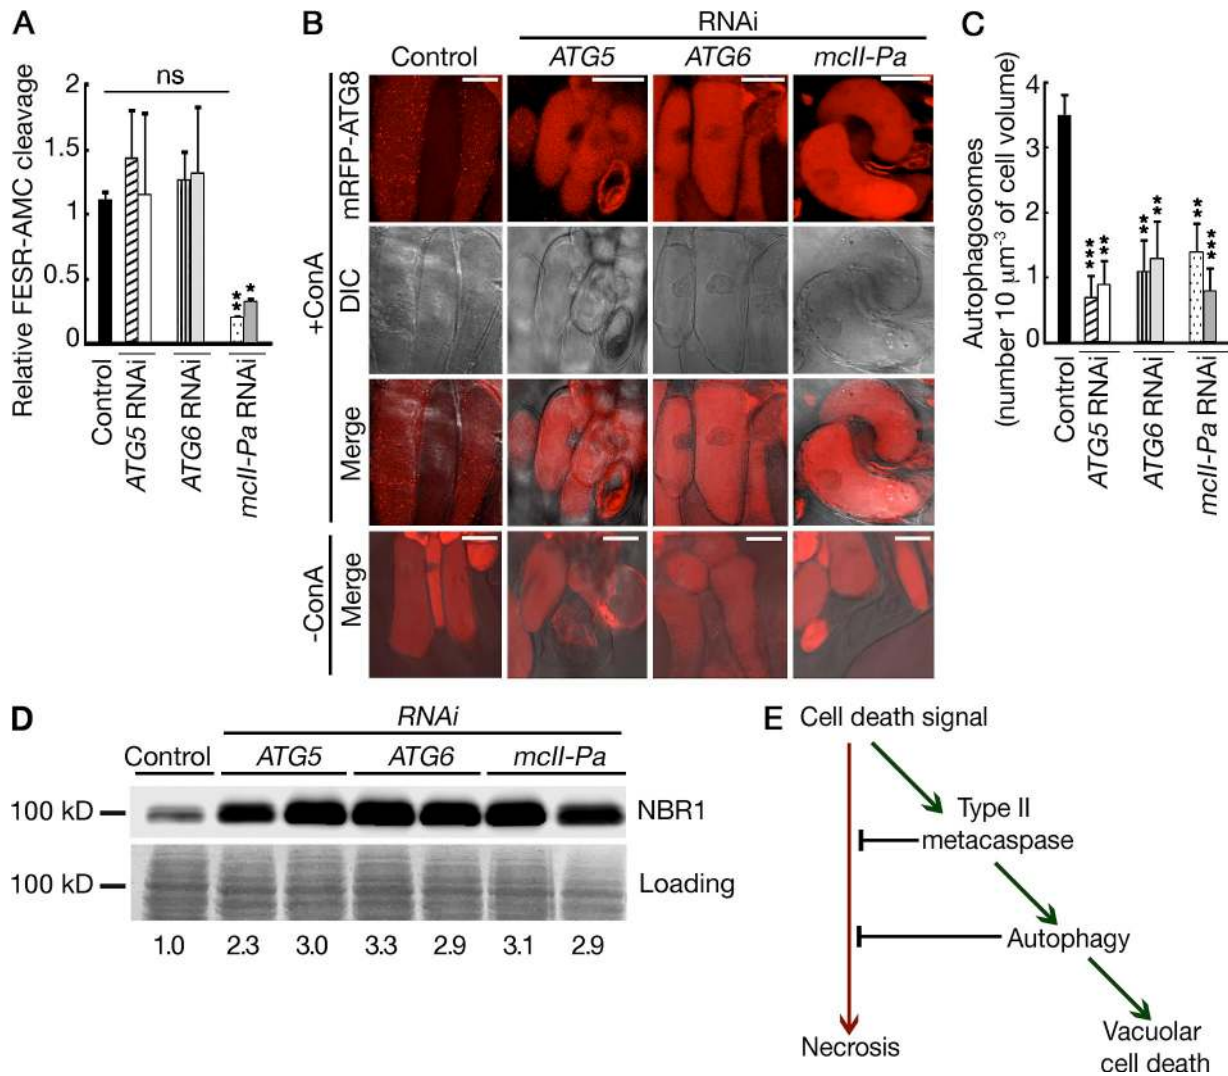 A
Relative FESR-AMC cleavage
2
1.5
1
0.5
0
ns
**
*
Control
ATG5 RNAi
ATG6 RNAi
mcII-Pa RNAi
B
RNAi
Control
ATG5
ATG6
mcII-Pa
+ConA
mRFP-ATG8
DIC
Merge
-ConA
Merge
C
Autophagosomes
(number 10 μm⁻³ of cell volume)
4
3
2
1
0
***
**
**
**
**
***
Control
ATG5 RNAi
ATG6 RNAi
mcII-Pa RNAi
D
RNAi
Control
ATG5
ATG6
mcII-Pa
100 kD
NBR1
100 kD
Loading
1.0 2.3 3.0 3.3 2.9 3.1 2.9
E
Cell death signal
Type II
metacaspase
Autophagy
Necrosis
Vacuolar
cell death